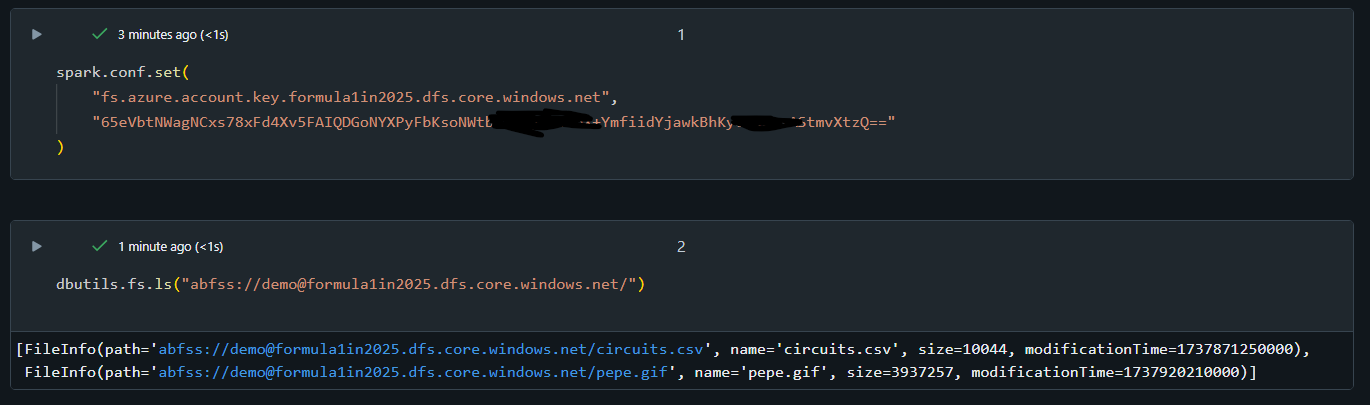 3 minutes ago (<1s)
1
spark.conf.set(
"fs.azure.account.key.formula1in2025.dfs.core.windows.net",
"65eVbtNWagNCxs78xFd4Xv5FAIQDGoNYXPyFbKsoNWt +YmfiidYjawkBhKy tmvXtzQ=="
)
1 minute ago (<1s)
2
dbutils.fs.ls("abfss://demo@formula1in2025.dfs.core.windows.net/")
[FileInfo(path='abfss://demo@formula1in2025.dfs.core.windows.net/circuits.csv', name='circuits.csv', size=10044, modificationTime=1737871250000),
FileInfo(path='abfss://demo@formula1in2025.dfs.core.windows.net/pepe.gif', name='pepe.gif', size=3937257, modificationTime=1737920210000)]